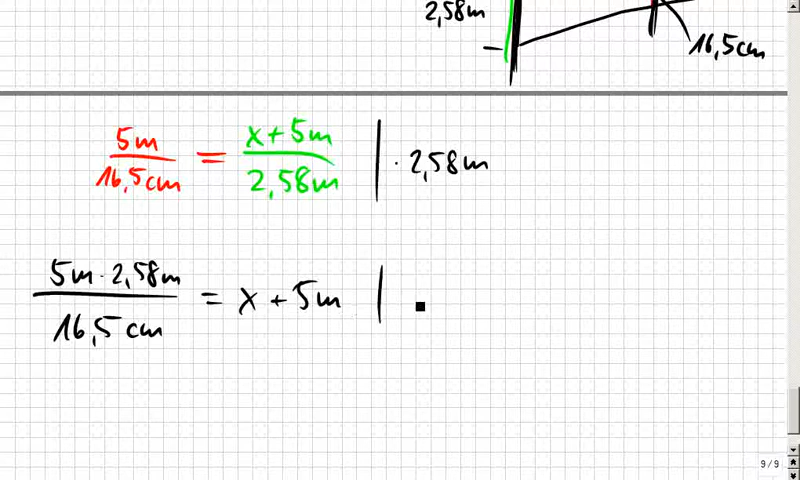 2,58m
16,5cm
5m/16,5cm = x+5m/2,58m | · 2,58m
5m · 2,58m/16,5cm = x + 5m |
9/9